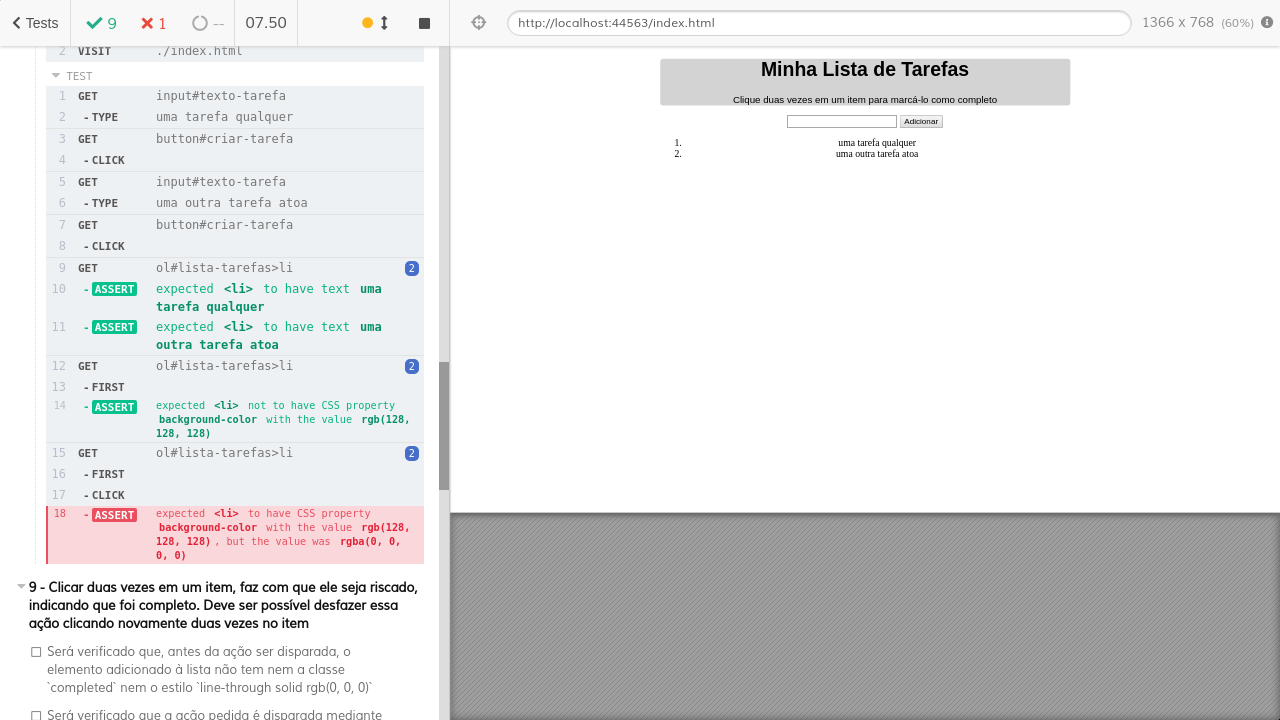 Tests 9 1 -- 07.50
2 VISIT ./index.html
TEST
1 GET input#texto-tarefa
2 -TYPE uma tarefa qualquer
3 GET button#criar-tarefa
4 -CLICK
5 GET input#texto-tarefa
6 -TYPE uma outra tarefa atoa
7 GET button#criar-tarefa
8 -CLICK
9 GET ol#lista-tarefas>li 2
10 -ASSERT expected <li> to have text uma
tarefa qualquer
11 -ASSERT expected <li> to have text uma
outra tarefa atoa
12 GET ol#lista-tarefas>li 2
13 -FIRST
14 -ASSERT expected <li> not to have CSS property
background-color with the value rgb(128,
128, 128)
15 GET ol#lista-tarefas>li 2
16 -FIRST
17 -CLICK
18 -ASSERT expected <li> to have CSS property
background-color with the value rgb(128,
128, 128), but the value was rgba(0, 0,
0, 0)
9 - Clicar duas vezes em um item, faz com que ele seja riscado,
indicando que foi completo. Deve ser possível desfazer essa
ação clicando novamente duas vezes no item
Será verificado que, antes da ação ser disparada, o
elemento adicionado à lista não tem nem a classe
`completed` nem o estilo `line-through solid rgb(0, 0, 0)`
Será verificado que a ação pedida é disparada mediante
http://localhost:44563/index.html 1366 x 768 (60%)
Minha Lista de Tarefas
Clique duas vezes em um item para marcá-lo como completo
Adicionar
1. uma tarefa qualquer
2. uma outra tarefa atoa